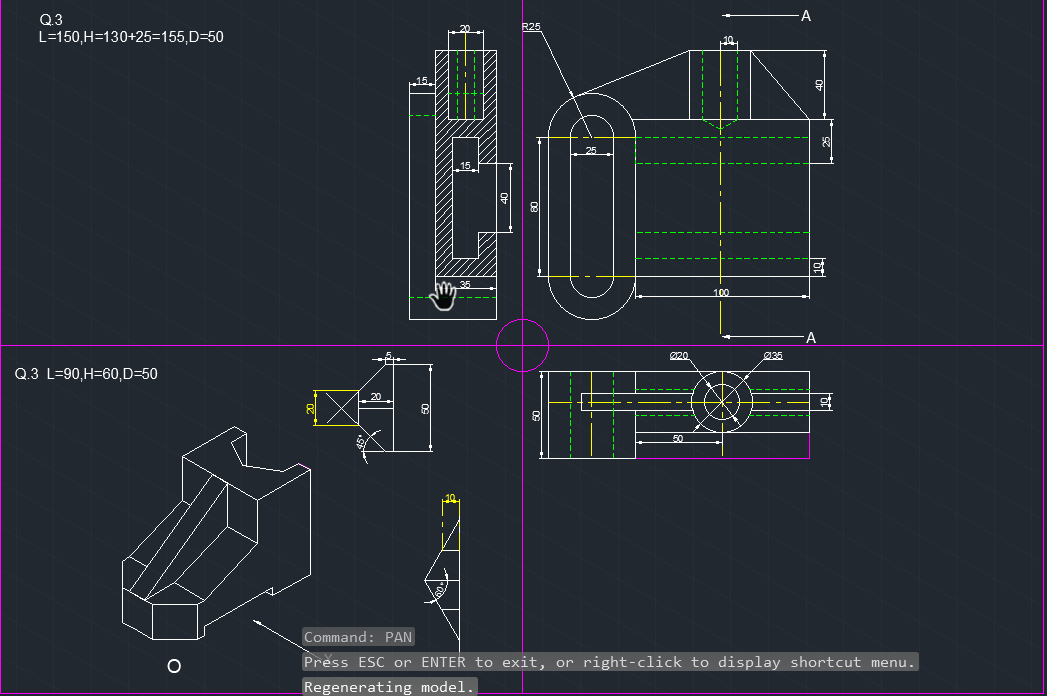 Q.3
L=150,H=130+25=155,D=50
20
15
15
40
35
R25
A
10
40
25
25
80
10
100
A
Q.3 L=90,H=60,D=50
5
20
20
50
45°
Ø20
Ø35
50
10
50
10
60°
O
Command: PAN
Press ESC or ENTER to exit, or right-click to display shortcut menu.
Regenerating model.